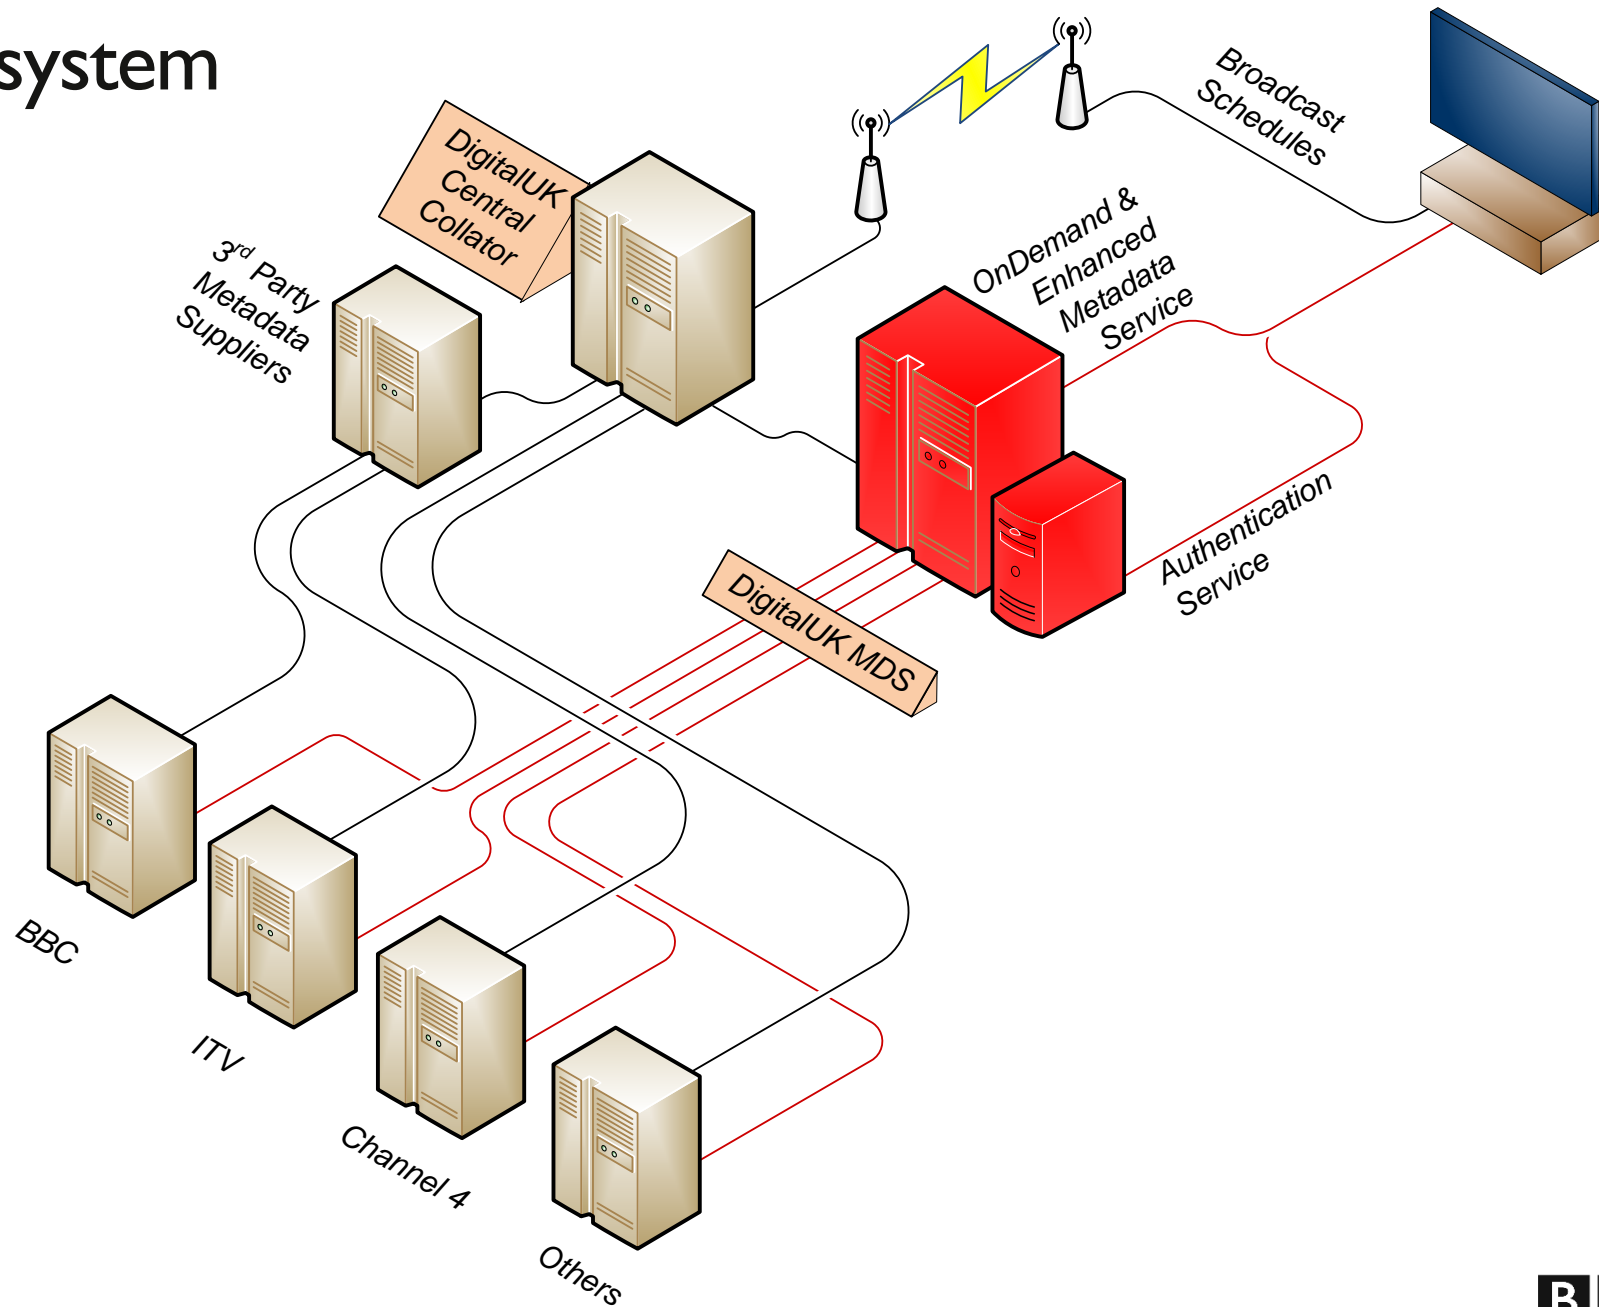 system
DigitalUK
Central
Collator
3rd Party
Metadata
Suppliers
Broadcast
Schedules
OnDemand &
Enhanced
Metadata
Service
Authentication
Service
DigitalUK MDS
BBC
ITV
Channel 4
Others
B